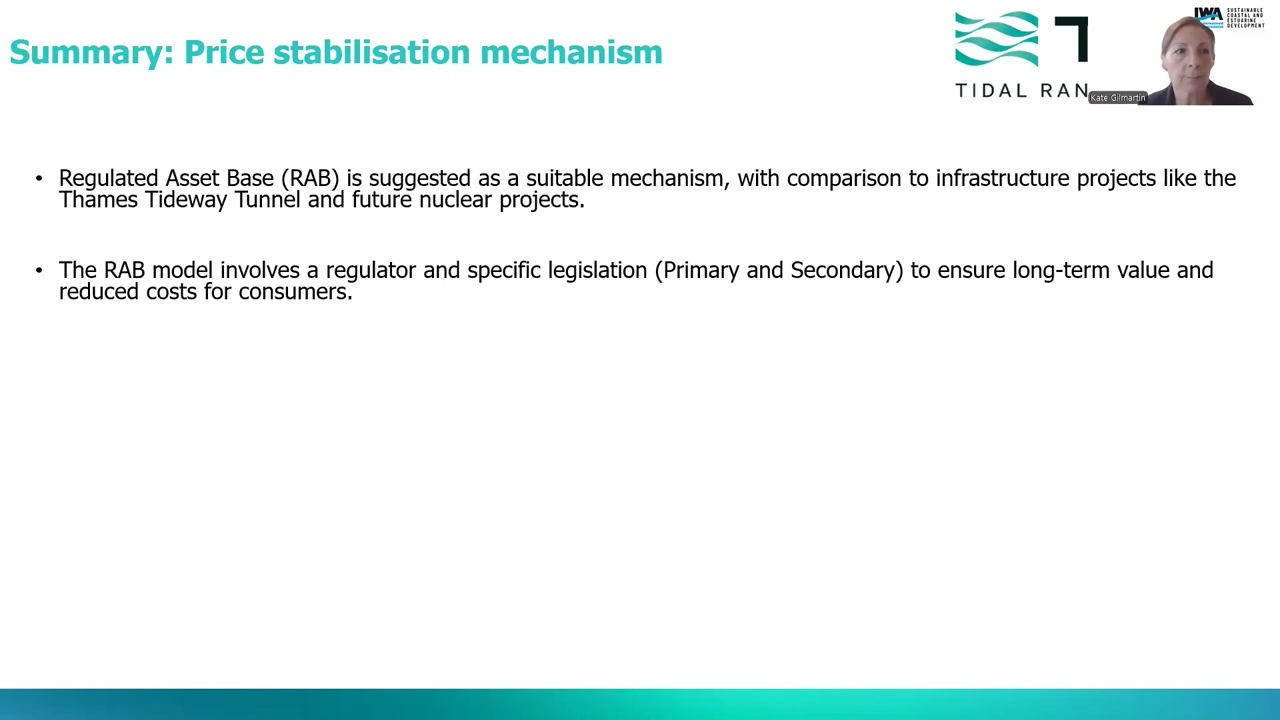 Summary: Price stabilisation mechanism
TIDAL RAN
Kate Gilmartin
IWA
SUSTAINABLE
COASTAL AND
ESTUARINE
DEVELOPMENT
• Regulated Asset Base (RAB) is suggested as a suitable mechanism, with comparison to infrastructure projects like the
Thames Tideway Tunnel and future nuclear projects.
• The RAB model involves a regulator and specific legislation (Primary and Secondary) to ensure long-term value and
reduced costs for consumers.